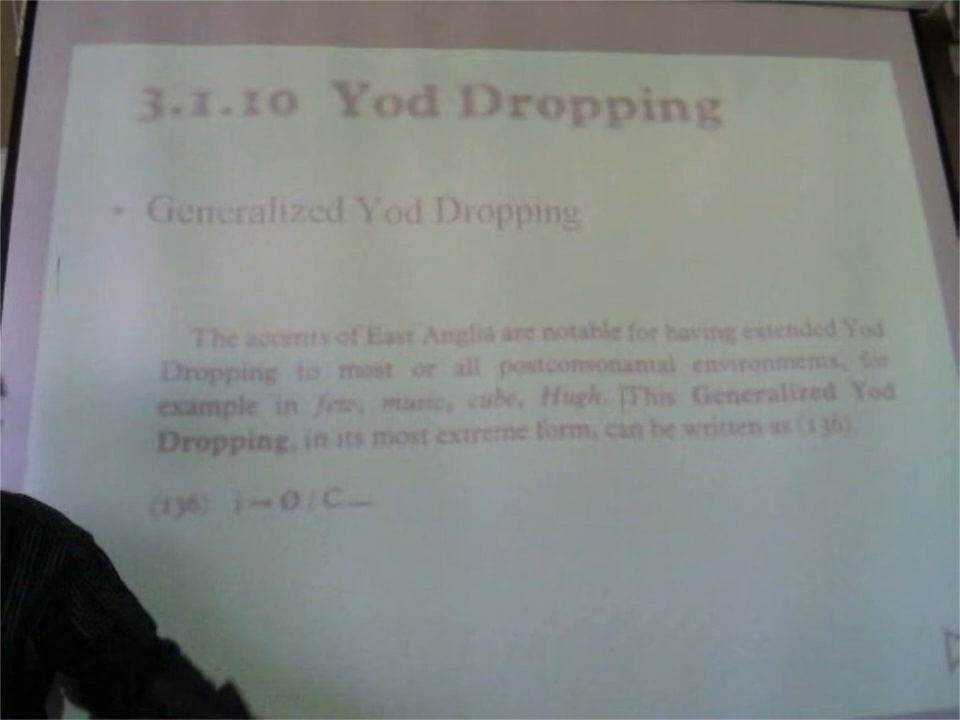 3.1.10 Yod Dropping
• Generalized Yod Dropping
The accents of East Anglia are notable for having extended Yod
Dropping to most or all postconsonantal environments, for
example in few, music, cube, Hugh. This Generalized Yod
Dropping, in its most extreme form, can be written as (136).
(136) j → Ø / C—